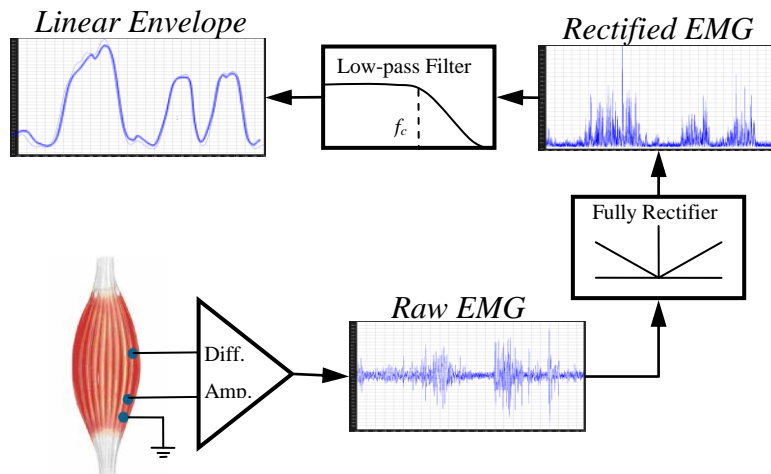 Linear Envelope
Rectified EMG
Low-pass Filter
fc
Fully Rectifier
Raw EMG
Diff.
Amp.